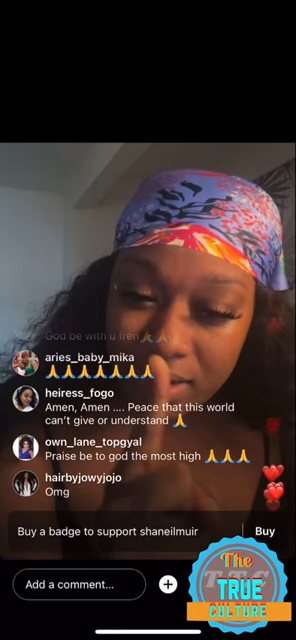 God be with u fren 🙏🙏
aries_baby_mika
🙏🙏🙏🙏🙏🙏🙏
heiress_fogo
Amen, Amen .... Peace that this world
can't give or understand 🙏
own_lane_topgyal
Praise be to god the most high 🙏🙏🙏
hairbyjowyjojo
Omg
Buy a badge to support shaneilmuir
Buy
Add a comment...
The
TRUE
CULTURE